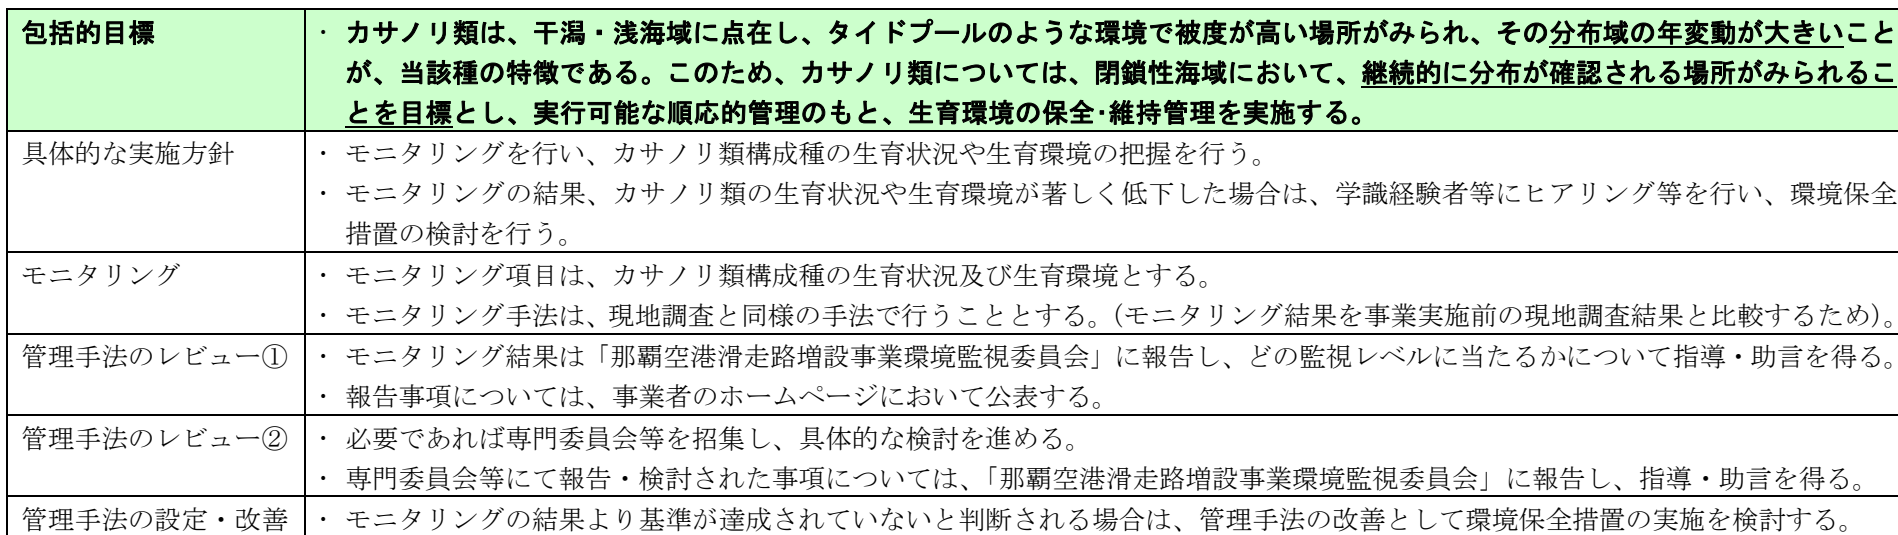 包括的目標
・ カサノリ類は、干潟・浅海域に点在し、タイドプールのような環境で被度が高い場所がみられ、その分布域の年変動が大きいこと
が、当該種の特徴である。このため、カサノリ類については、閉鎖性海域において、継続的に分布が確認される場所がみられるこ
とを目標とし、実行可能な順応的管理のもと、生育環境の保全･維持管理を実施する。
具体的な実施方針
・ モニタリングを行い、カサノリ類構成種の生育状況や生育環境の把握を行う。
・ モニタリングの結果、カサノリ類の生育状況や生育環境が著しく低下した場合は、学識経験者等にヒアリング等を行い、環境保全
措置の検討を行う。
モニタリング
・ モニタリング項目は、カサノリ類構成種の生育状況及び生育環境とする。
・ モニタリング手法は、現地調査と同様の手法で行うこととする。（モニタリング結果を事業実施前の現地調査結果と比較するため）。
管理手法のレビュー①
・ モニタリング結果は「那覇空港滑走路増設事業環境監視委員会」に報告し、どの監視レベルに当たるかについて指導・助言を得る。
・ 報告事項については、事業者のホームページにおいて公表する。
管理手法のレビュー②
・ 必要であれば専門委員会等を招集し、具体的な検討を進める。
・ 専門委員会等にて報告・検討された事項については、「那覇空港滑走路増設事業環境監視委員会」に報告し、指導・助言を得る。
管理手法の設定・改善
・ モニタリングの結果より基準が達成されていないと判断される場合は、管理手法の改善として環境保全措置の実施を検討する。